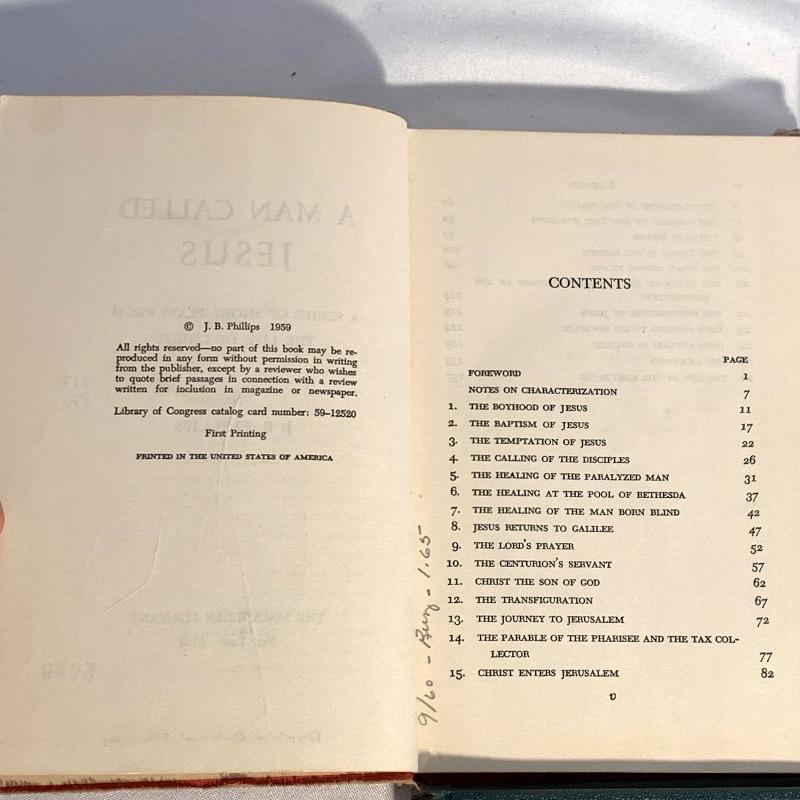 © J. B. Phillips 1959
All rights reserved—no part of this book may be re-
produced in any form without permission in writing
from the publisher, except by a reviewer who wishes
to quote brief passages in connection with a review
written for inclusion in magazine or newspaper.
Library of Congress catalog card number: 59-12520
First Printing
PRINTED IN THE UNITED STATES OF AMERICA
CONTENTS
PAGE
FOREWORD 1
NOTES ON CHARACTERIZATION 7
1. THE BOYHOOD OF JESUS 11
2. THE BAPTISM OF JESUS 17
3. THE TEMPTATION OF JESUS 22
4. THE CALLING OF THE DISCIPLES 26
5. THE HEALING OF THE PARALYZED MAN 31
6. THE HEALING AT THE POOL OF BETHESDA 37
7. THE HEALING OF THE MAN BORN BLIND 42
8. JESUS RETURNS TO GALILEE 47
9. THE LORD'S PRAYER 52
10. THE CENTURION'S SERVANT 57
11. CHRIST THE SON OF GOD 62
12. THE TRANSFIGURATION 67
13. THE JOURNEY TO JERUSALEM 72
14. THE PARABLE OF THE PHARISEE AND THE TAX COL-
LECTOR 77
15. CHRIST ENTERS JERUSALEM 82
v
9/60 - - 1.65